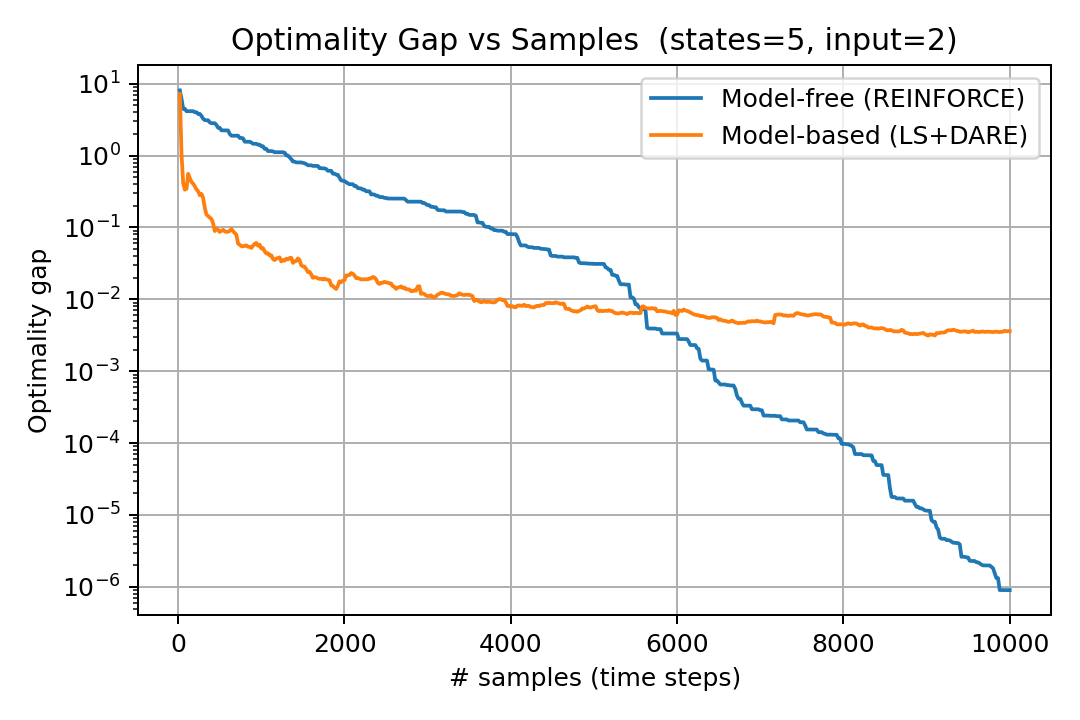 Optimality Gap vs Samples  (states=5, input=2)
Model-free (REINFORCE)
Model-based (LS+DARE)
Optimality gap
10¹
10⁰
10⁻¹
10⁻²
10⁻³
10⁻⁴
10⁻⁵
10⁻⁶
0 2000 4000 6000 8000 10000
# samples (time steps)